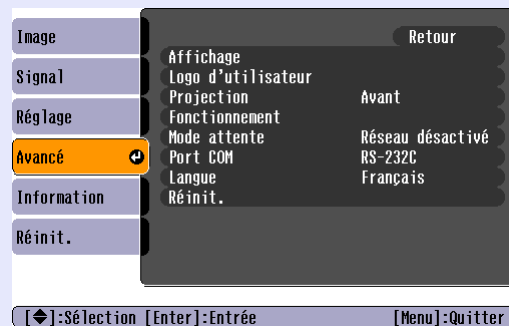 Image
Signal
Réglage
Avancé
Information
Réinit.
Retour
Affichage
Logo d'utilisateur
Projection Avant
Fonctionnement
Mode attente Réseau désactivé
Port COM RS-232C
Langue Français
Réinit.
[◆]:Sélection [Enter]:Entrée [Menu]:Quitter